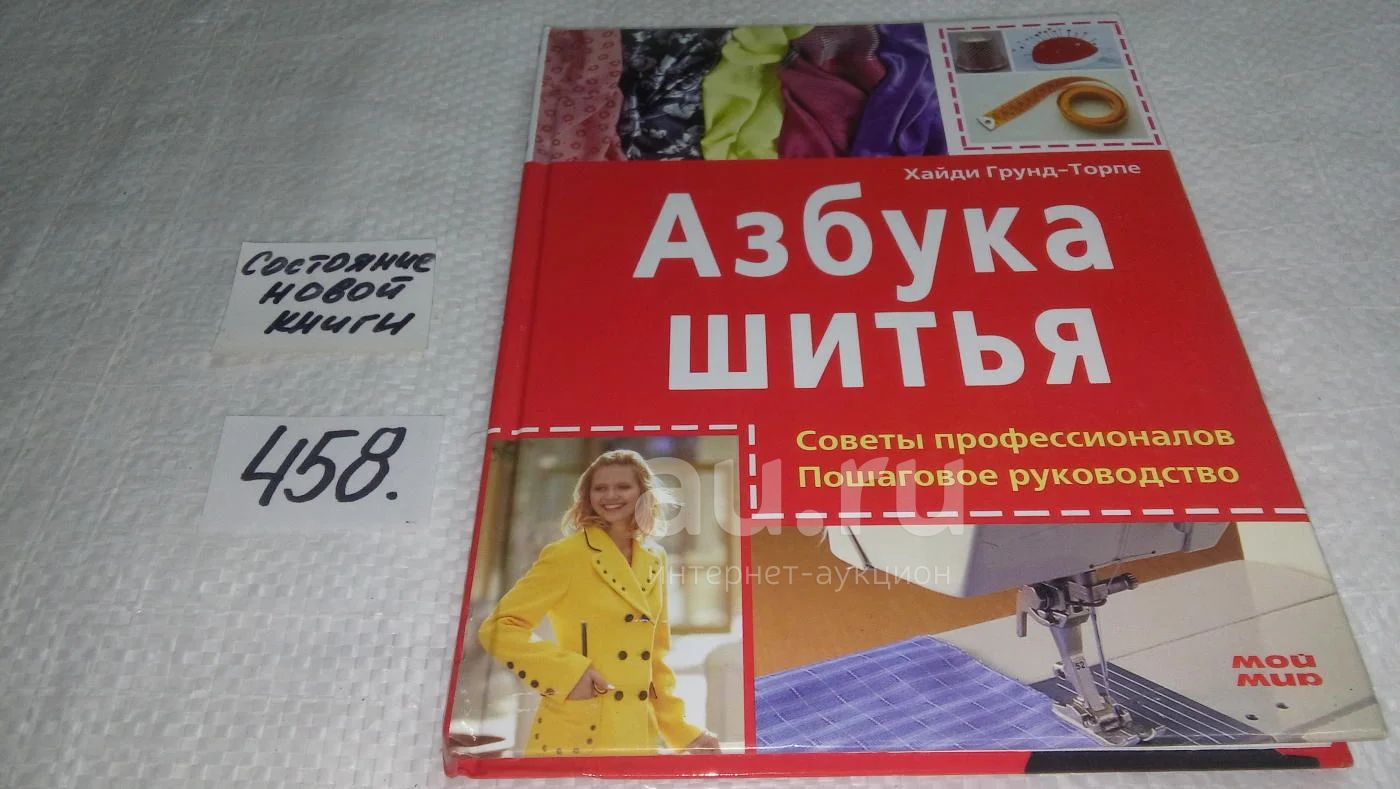 Хайди Грунд-Торпе
Азбука
шитья
Советы профессионалов
Пошаговое руководство
мой
мир
Состояние
новой
книги
458.
au.ru
интернет-аукцион
52